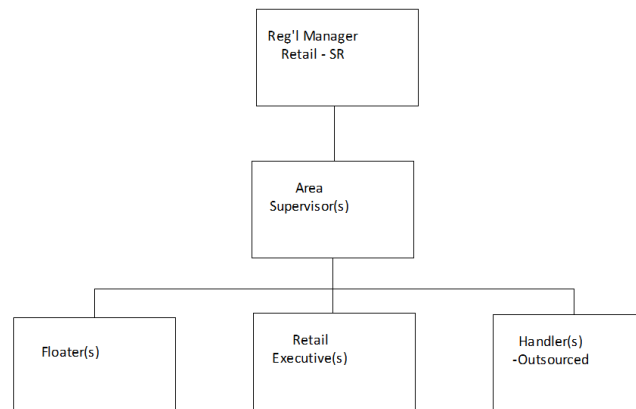 Reg'l Manager
Retail - SR
Area
Supervisor(s)
Floater(s)
Retail
Executive(s)
Handler(s)
-Outsourced